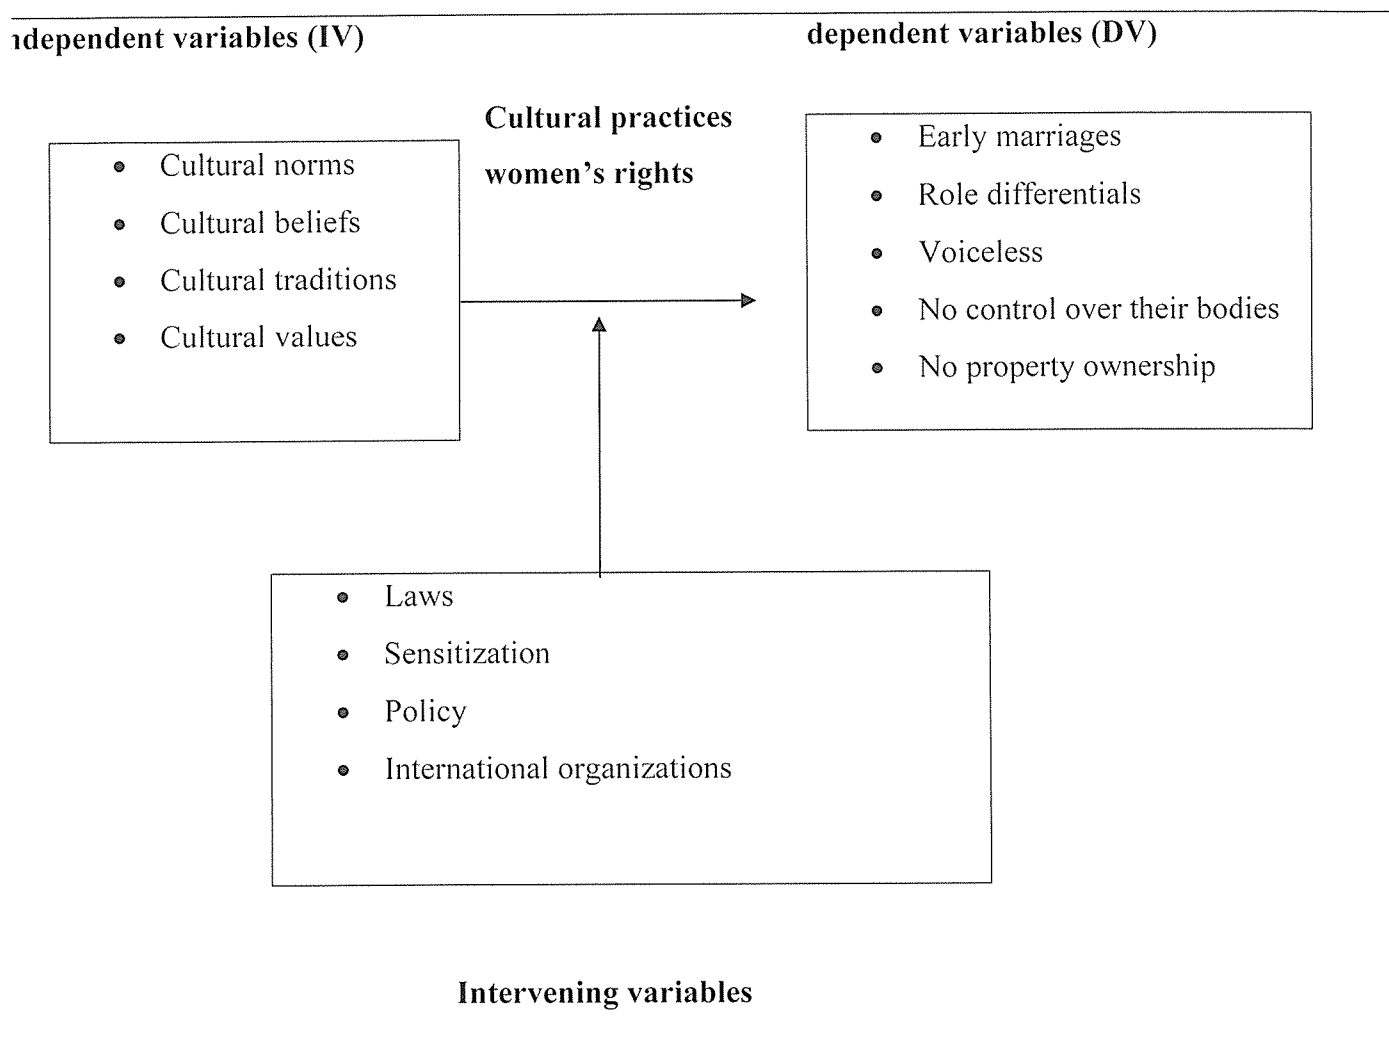 ndependent variables (IV)
dependent variables (DV)
Cultural practices
women's rights
• Cultural norms
• Cultural beliefs
• Cultural traditions
• Cultural values
• Early marriages
• Role differentials
• Voiceless
• No control over their bodies
• No property ownership
• Laws
• Sensitization
• Policy
• International organizations
Intervening variables